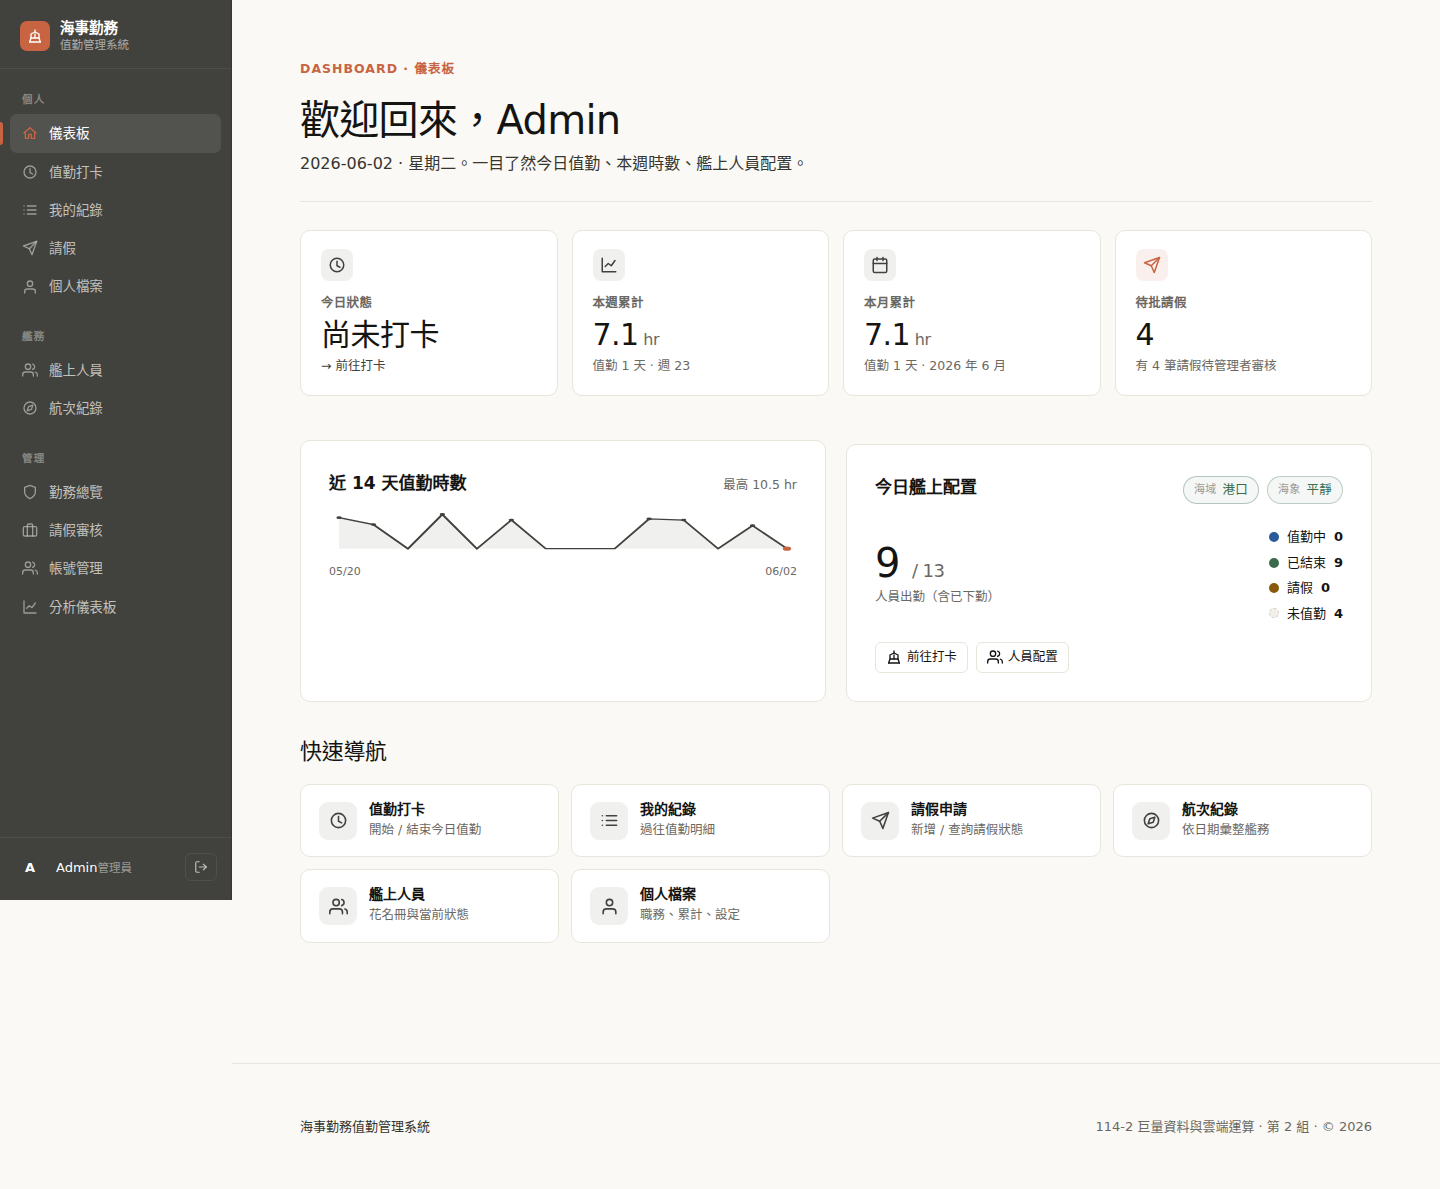 海事勤務
值勤管理系統
個人
儀表板
值勤打卡
我的紀錄
請假
個人檔案
艦務
艦上人員
航次紀錄
管理
勤務總覽
請假審核
帳號管理
分析儀表板
A Admin管理員
DASHBOARD · 儀表板
歡迎回來，Admin
2026-06-02 · 星期二。一目了然今日值勤、本週時數、艦上人員配置。
今日狀態
尚未打卡
→ 前往打卡
本週累計
7.1 hr
值勤 1 天 · 週 23
本月累計
7.1 hr
值勤 1 天 · 2026 年 6 月
待批請假
4
有 4 筆請假待管理者審核
近 14 天值勤時數
最高 10.5 hr
05/20
06/02
今日艦上配置
海域 港口
海象 平靜
9 / 13
人員出勤（含已下勤）
值勤中 0
已結束 9
請假 0
未值勤 4
前往打卡
人員配置
快速導航
值勤打卡
開始 / 結束今日值勤
我的紀錄
過往值勤明細
請假申請
新增 / 查詢請假狀態
航次紀錄
依日期彙整艦務
艦上人員
花名冊與當前狀態
個人檔案
職務、累計、設定
海事勤務值勤管理系統
114-2 巨量資料與雲端運算 · 第 2 組 · © 2026